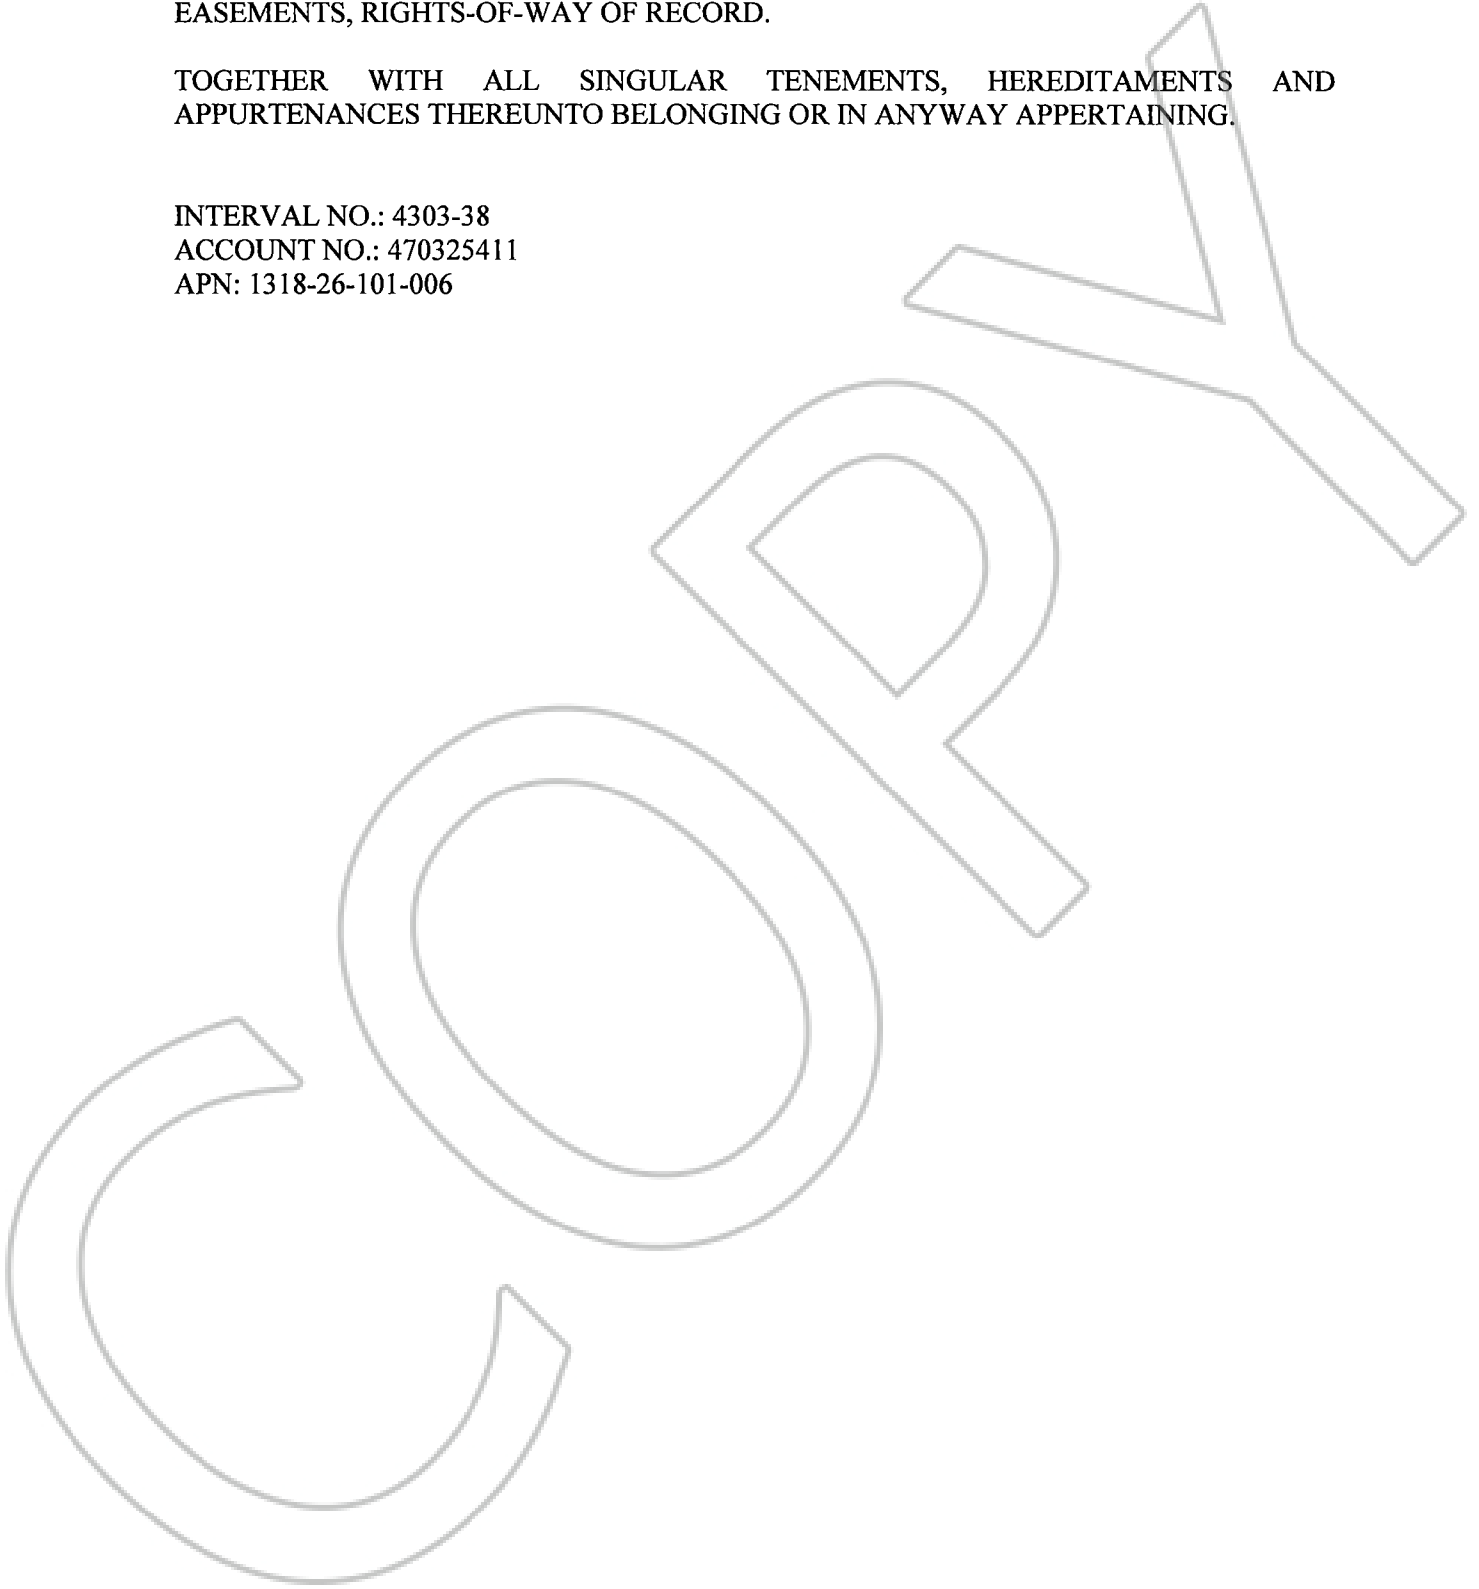 EASEMENTS, RIGHTS-OF-WAY OF RECORD.
TOGETHER WITH ALL SINGULAR TENEMENTS, HEREDITAMENTS AND
APPURTENANCES THEREUNTO BELONGING OR IN ANYWAY APPERTAINING.
INTERVAL NO.: 4303-38
ACCOUNT NO.: 470325411
APN: 1318-26-101-006
COPY